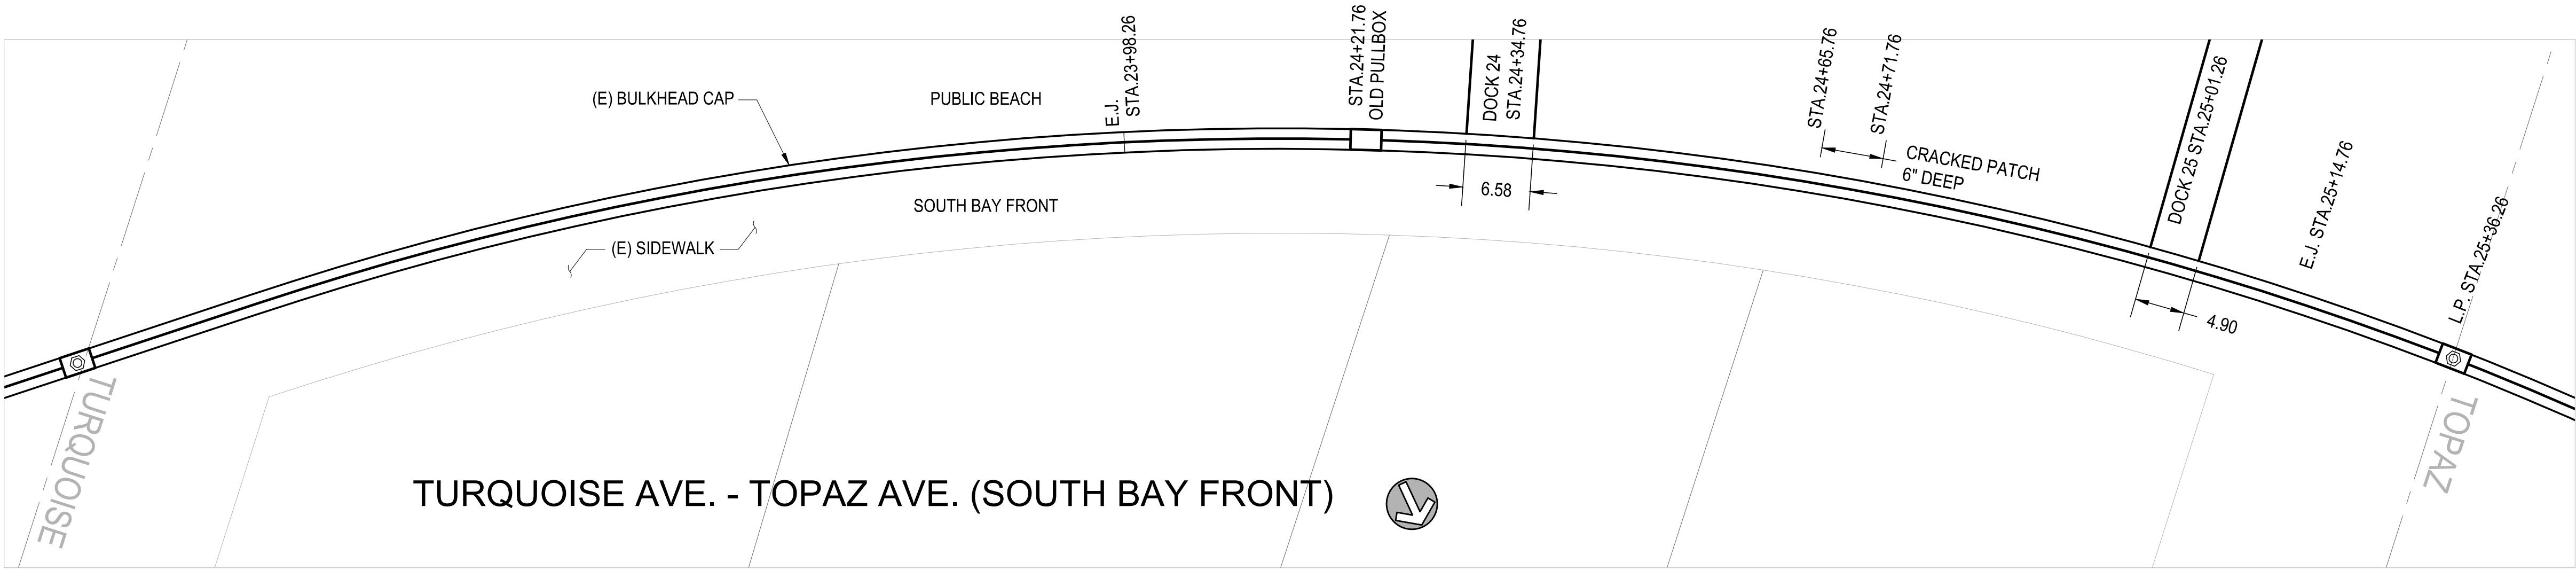 (E) BULKHEAD CAP
PUBLIC BEACH
E.J.
STA.23+98.26
STA.24+21.76
OLD PULLBOX
DOCK 24
STA.24+34.76
STA.24+65.76
STA.24+71.76
CRACKED PATCH
6" DEEP
DOCK 25 STA.25+01.26
E.J. STA.25+14.76
L.P. STA.25+36.26
6.58
4.90
SOUTH BAY FRONT
(E) SIDEWALK
TURQUOISE
TOPAZ
TURQUOISE AVE. - TOPAZ AVE. (SOUTH BAY FRONT)